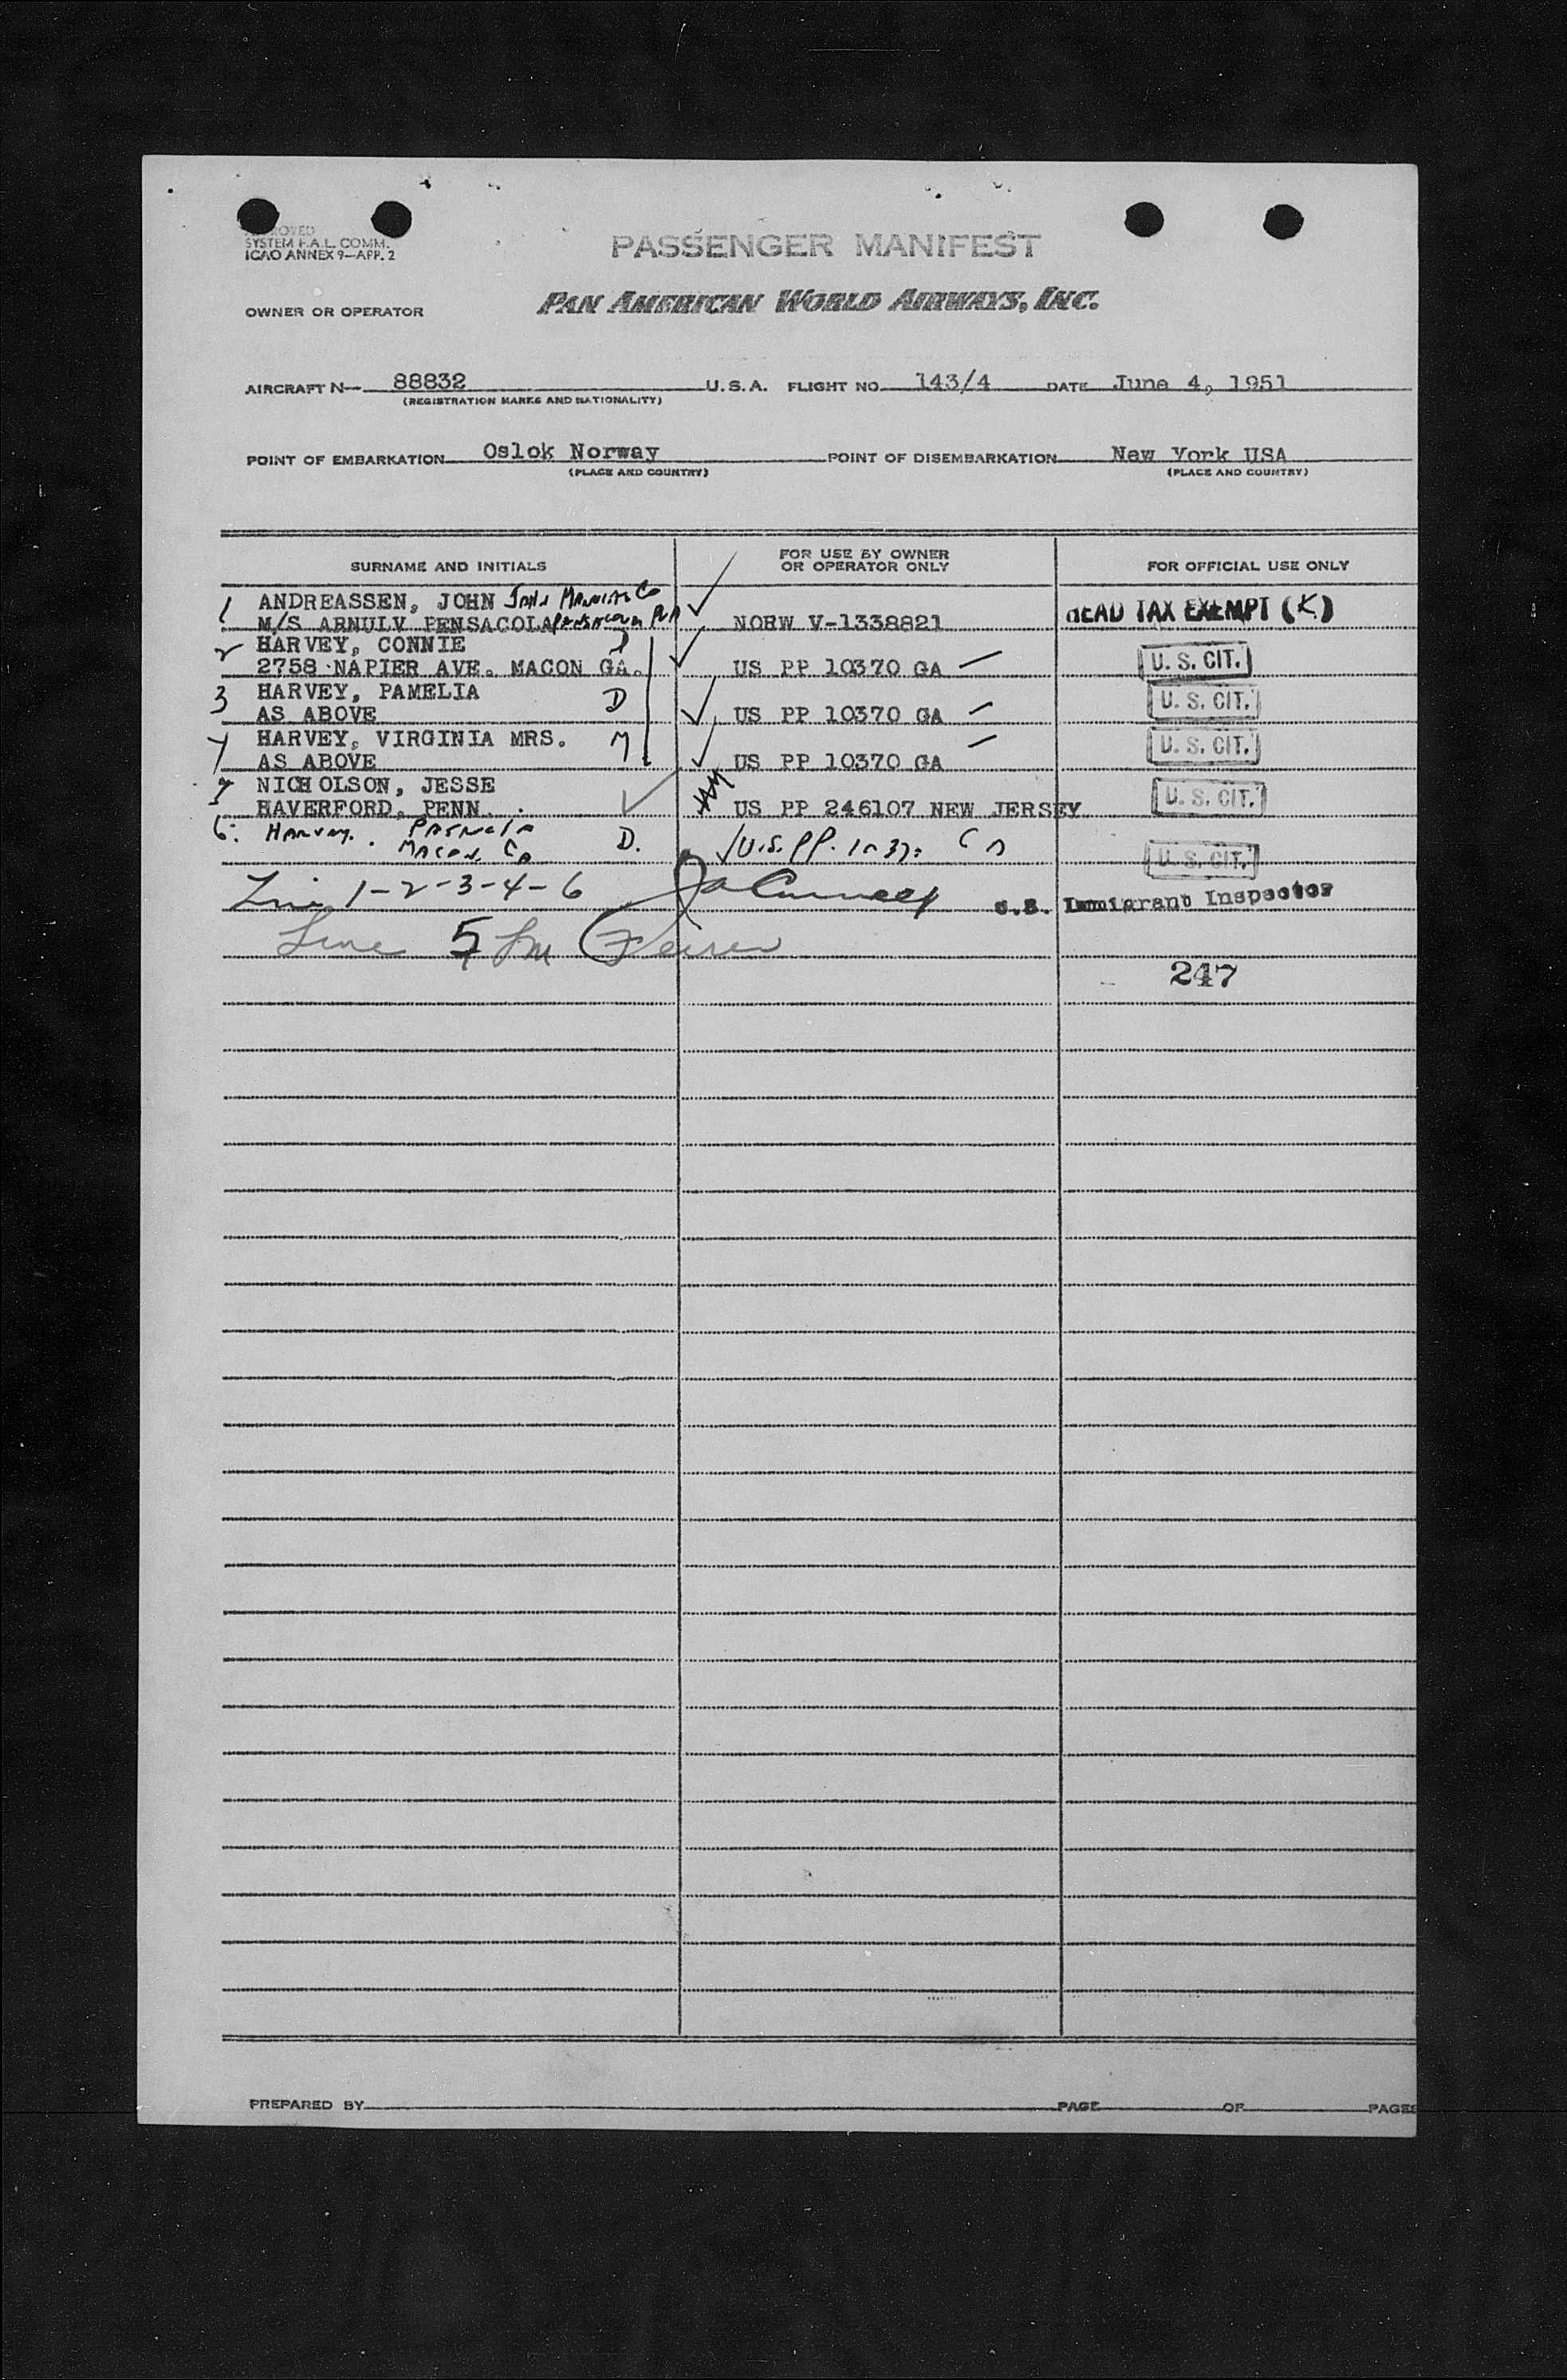 PROVED
SYSTEM F.A.L. COMM.
ICAO ANNEX 9—APP. 2
PASSENGER MANIFEST
OWNER OR OPERATOR PAN AMERICAN WORLD AIRWAYS, INC.
AIRCRAFT N— 88832 U.S.A. FLIGHT NO. 143/4 DATE June 4, 1951
(REGISTRATION MARKS AND NATIONALITY)
POINT OF EMBARKATION Oslok Norway POINT OF DISEMBARKATION New York USA
(PLACE AND COUNTRY) (PLACE AND COUNTRY)
SURNAME AND INITIALS FOR USE BY OWNER OR OPERATOR ONLY FOR OFFICIAL USE ONLY
1 ANDREASSEN, JOHN
M/S ARNULV PENSACOLA NORW V-1338821 HEAD TAX EXEMPT (K)
2 HARVEY, CONNIE D
2758 NAPIER AVE. MACON GA. US PP 10370 GA — U. S. CIT.
3 HARVEY, PAMELIA D
AS ABOVE US PP 10370 GA — U. S. CIT.
4 HARVEY, VIRGINIA MRS. M
AS ABOVE US PP 10370 GA — U. S. CIT.
5 NICHOLSON, JESSE
HAVERFORD, PENN. US PP 246107 NEW JERSEY U. S. CIT.
6. HARVEY. PATRICIA D.
MACON, GA U.S. PP. 1037 GA U. S. CIT.
Line 1-2-3-4-6 U.S. Immigrant Inspector
Line 5
247
PREPARED BY PAGE OF PAGES